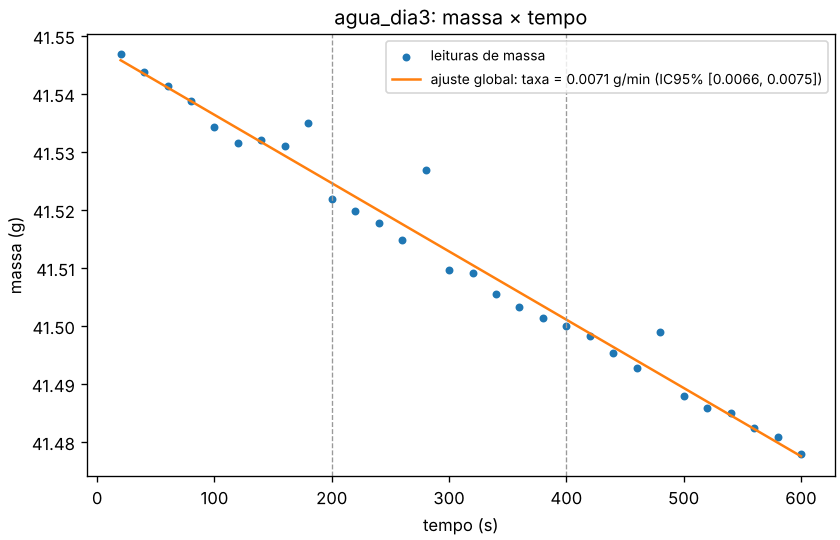 agua_dia3: massa × tempo
leituras de massa
ajuste global: taxa = 0.0071 g/min (IC95% [0.0066, 0.0075])
massa (g)
41.55
41.54
41.53
41.52
41.51
41.50
41.49
41.48
0 100 200 300 400 500 600
tempo (s)